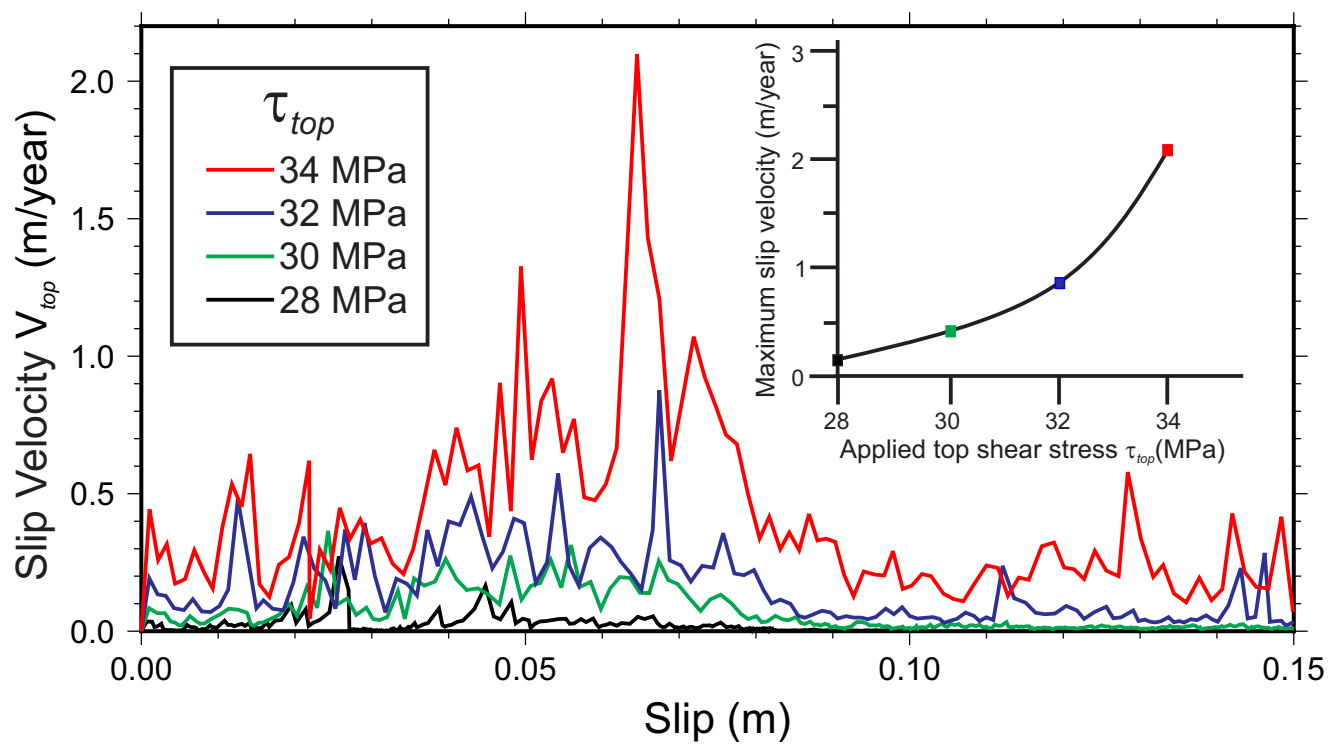 Slip Velocity V_top (m/year)
2.0
1.5
1.0
0.5
0.0
0.00
0.05
0.10
0.15
Slip (m)
τ_top
34 MPa
32 MPa
30 MPa
28 MPa
Maximum slip velocity (m/year)
3
2
1
0
28
30
32
34
Applied top shear stress τ_top(MPa)